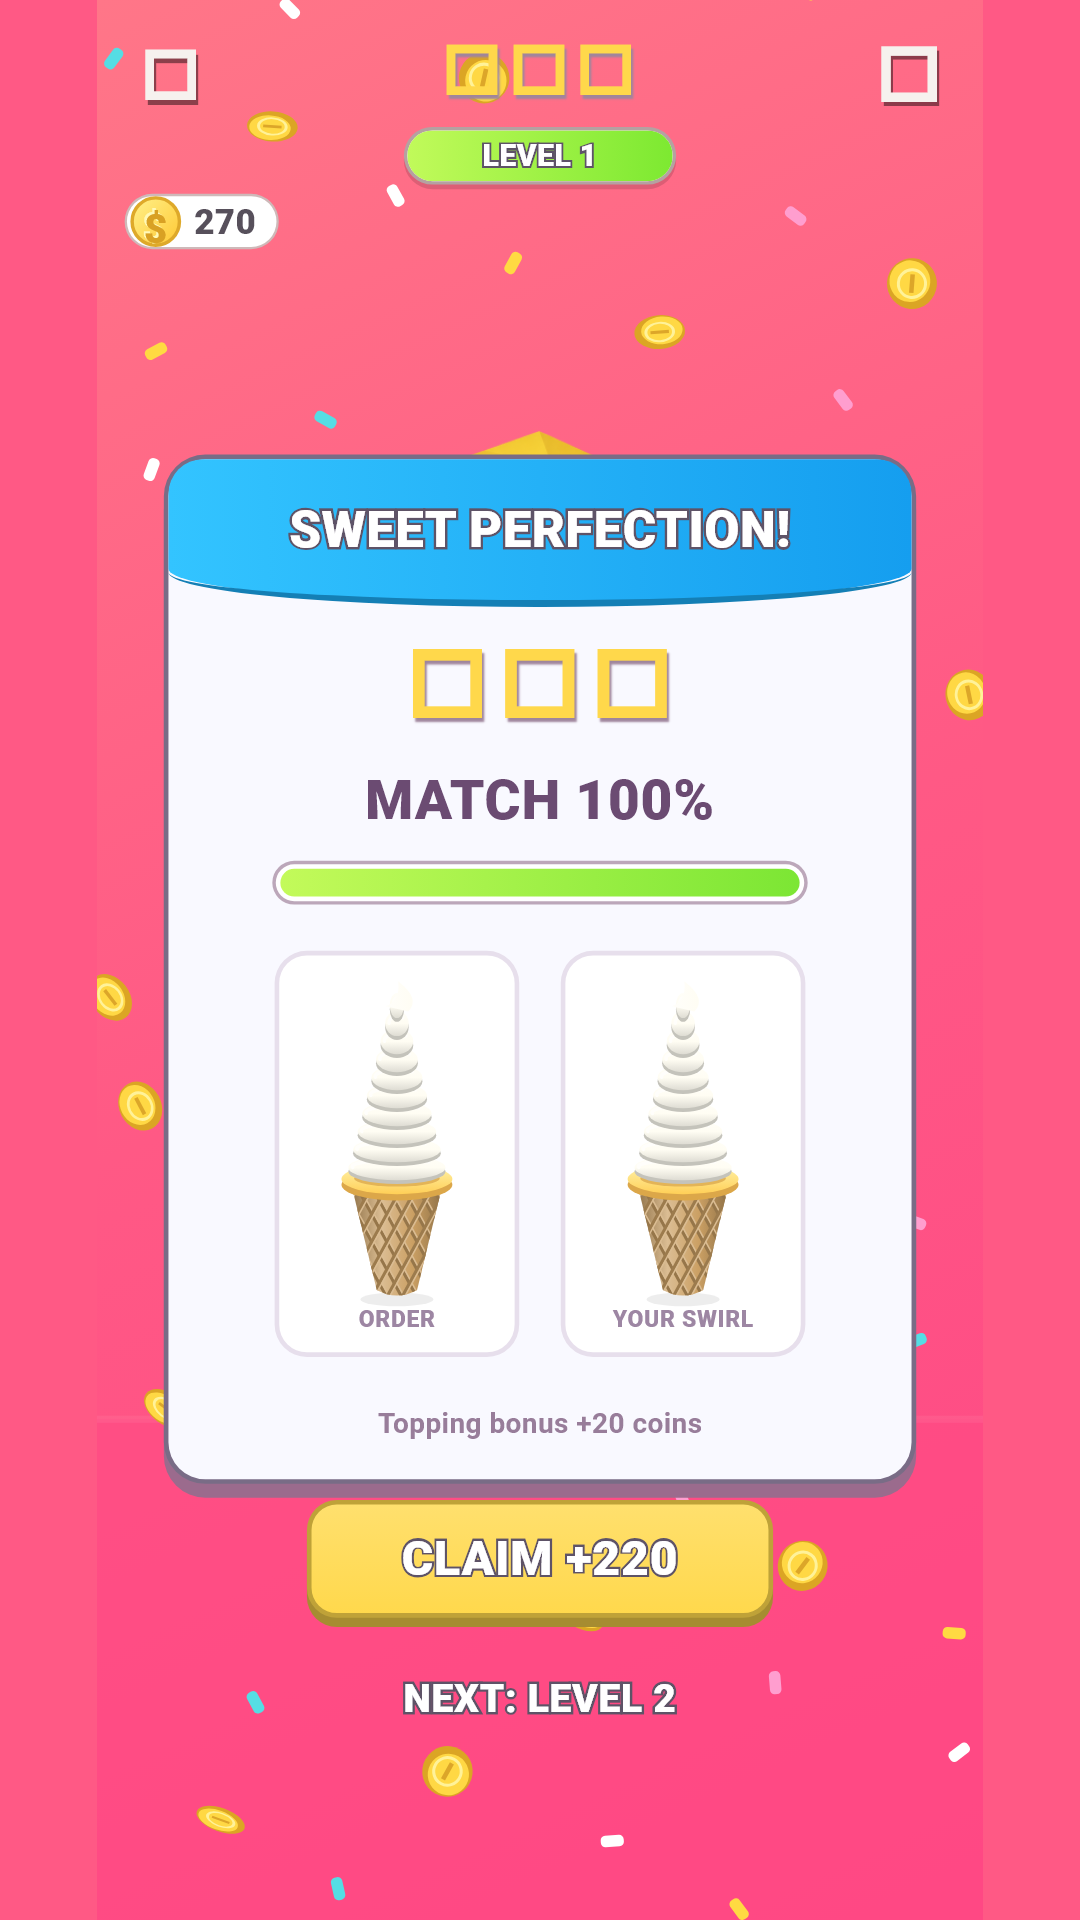 LEVEL 1
$ 270
SWEET PERFECTION!
MATCH 100%
ORDER
YOUR SWIRL
Topping bonus +20 coins
CLAIM +220
NEXT: LEVEL 2